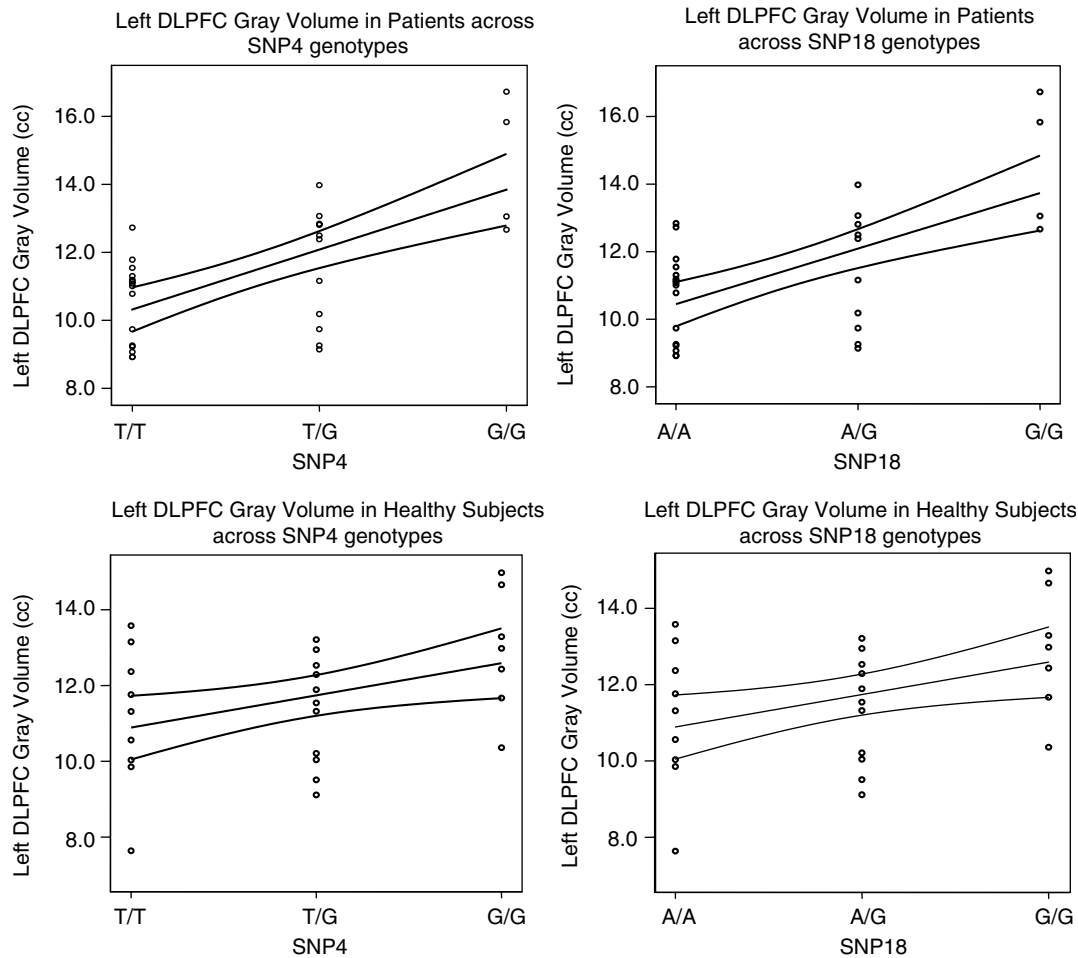 Left DLPFC Gray Volume in Patients across
SNP4 genotypes
Left DLPFC Gray Volume (cc)
16.0
14.0
12.0
10.0
8.0
T/T
T/G
G/G
SNP4
Left DLPFC Gray Volume in Patients
across SNP18 genotypes
Left DLPFC Gray Volume (cc)
16.0
14.0
12.0
10.0
8.0
A/A
A/G
G/G
SNP18
Left DLPFC Gray Volume in Healthy Subjects
across SNP4 genotypes
Left DLPFC Gray Volume (cc)
14.0
12.0
10.0
8.0
T/T
T/G
G/G
SNP4
Left DLPFC Gray Volume in Healthy Subjects
across SNP18 genotypes
Left DLPFC Gray Volume (cc)
14.0
12.0
10.0
8.0
A/A
A/G
G/G
SNP18